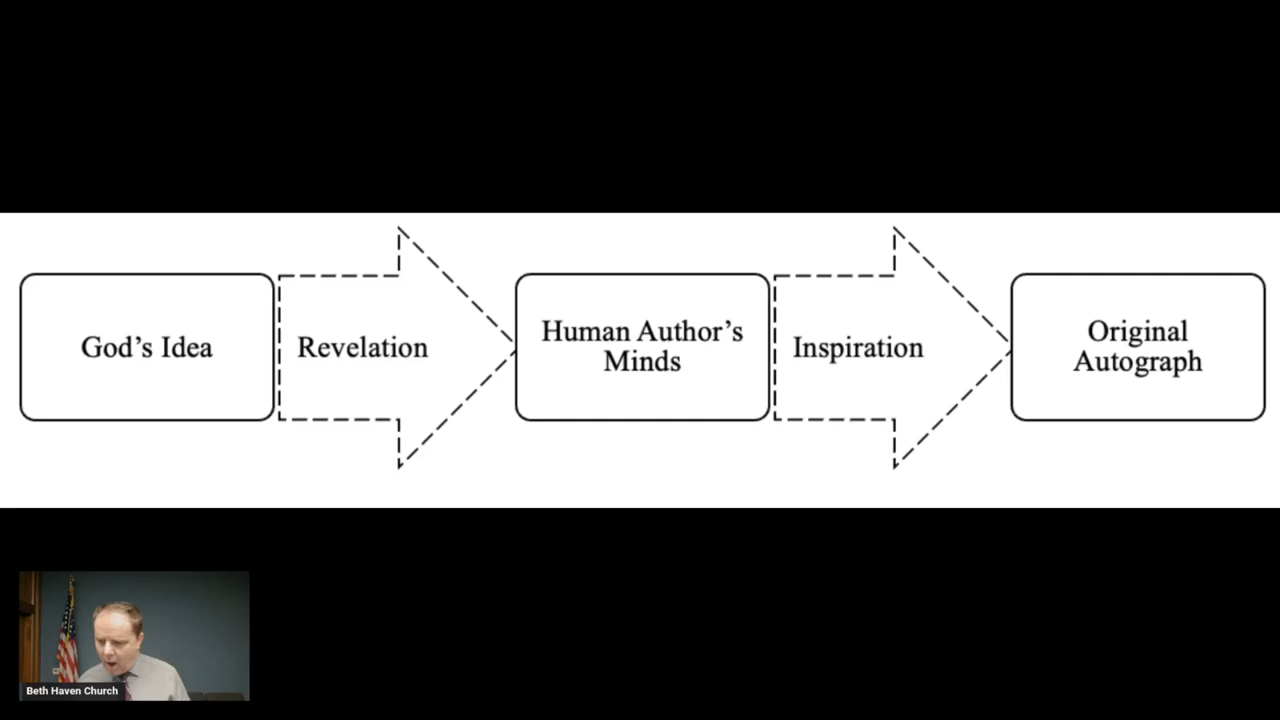 God’s Idea
Revelation
Human Author’s
Minds
Inspiration
Original
Autograph
Beth Haven Church